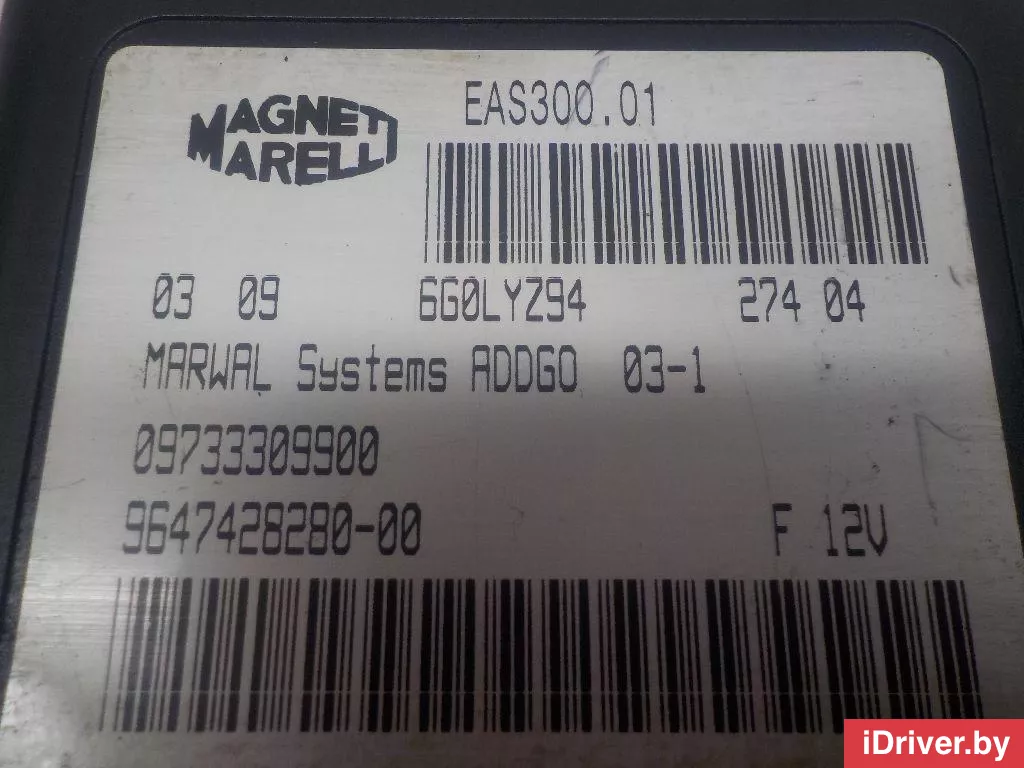 MAGNETI
MARELLI
EAS300.01
03 09 6G0LYZ94 274 04
MARWAL Systems ADDGO 03-1
09733309900
9647428280-00 F 12V
iDriver.by